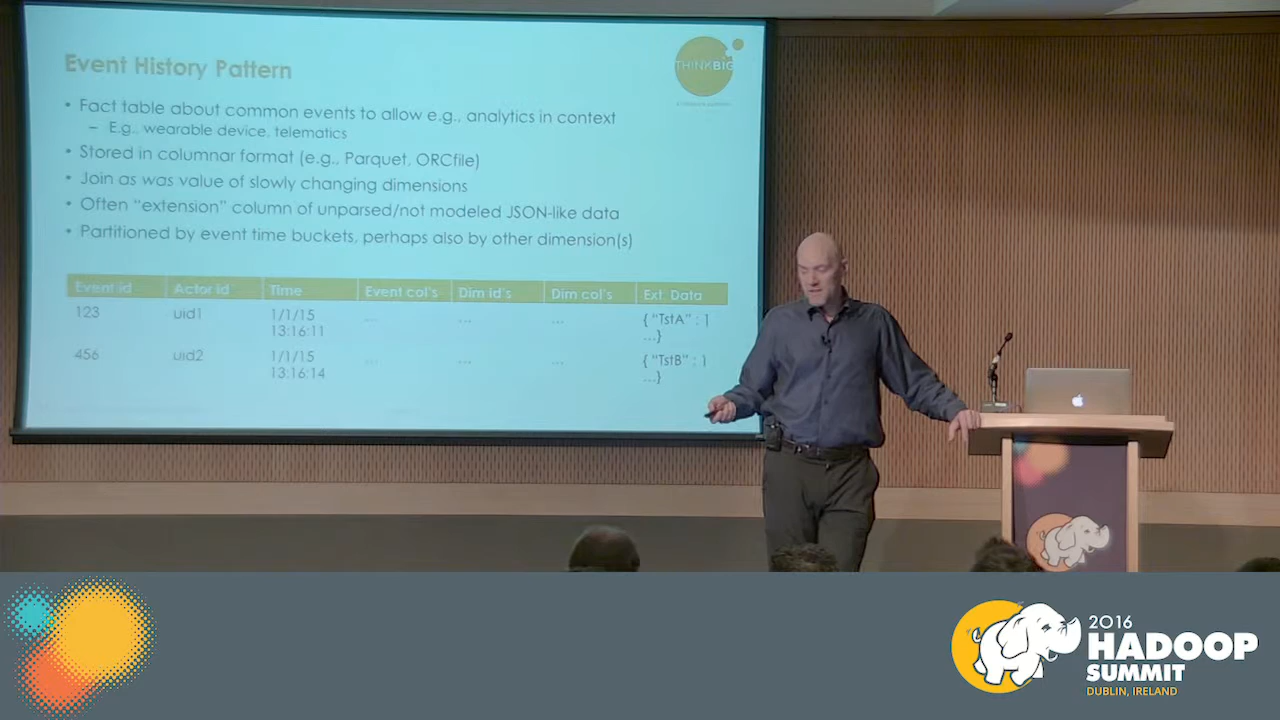 Event History Pattern
THINKBIG
• Fact table about common events to allow e.g., analytics in context
– E.g., wearable device, telematics
• Stored in columnar format (e.g., Parquet, ORCfile)
• Join as was value of slowly changing dimensions
• Often “extension” column of unparsed/not modeled JSON-like data
• Partitioned by event time buckets, perhaps also by other dimension(s)
Event id Actor id Time Event col's Dim id's Dim col's Ext. Data
123 uid1 1/1/15 ... ... ... { “TstA” : 1
13:16:11 ...}
456 uid2 1/1/15 ... ... ... { “TstB” : 1
13:16:14 ...}
2016
HADOOP
SUMMIT
DUBLIN, IRELAND